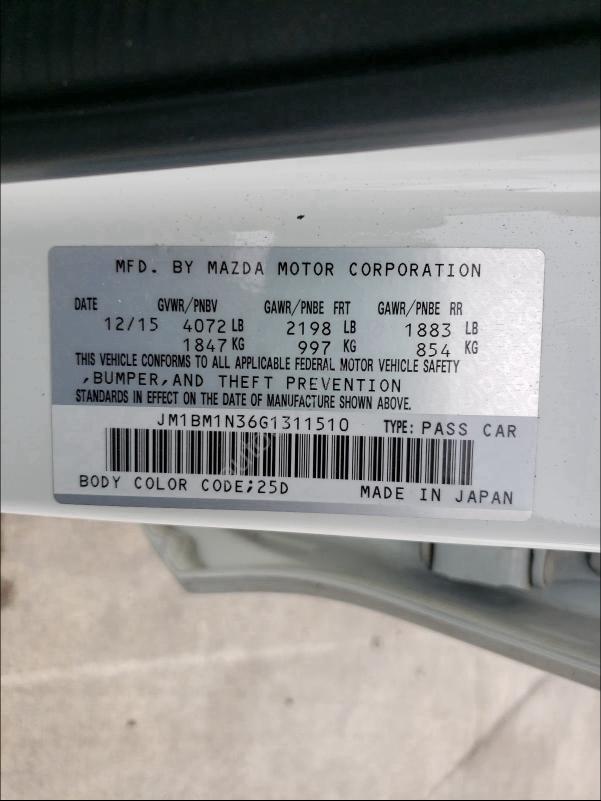 MFD. BY MAZDA MOTOR CORPORATION
DATE GVWR/PNBV GAWR/PNBE FRT GAWR/PNBE RR
12/15 4072 LB 2198 LB 1883 LB
1847 KG 997 KG 854 KG
THIS VEHICLE CONFORMS TO ALL APPLICABLE FEDERAL MOTOR VEHICLE SAFETY
,BUMPER,AND THEFT PREVENTION
STANDARDS IN EFFECT ON THE DATE OF MANUFACTURE SHOWN ABOVE.
JM1BM1N36G1311510 TYPE: PASS CAR
BODY COLOR CODE;25D MADE IN JAPAN